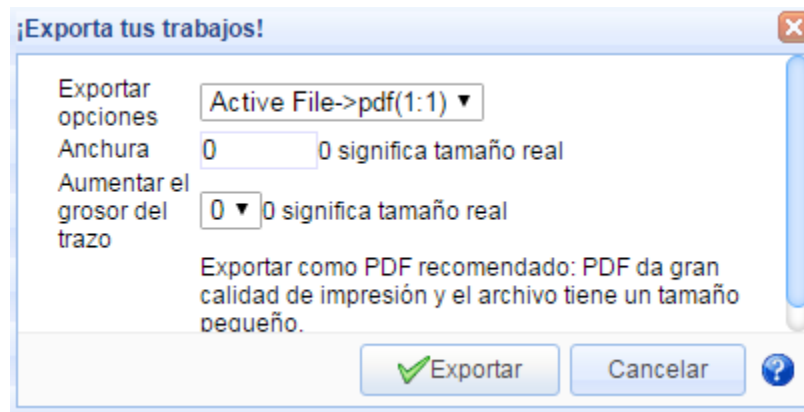 ¡Exporta tus trabajos!
Exportar
opciones
Active File->pdf(1:1)
Anchura
0
0 significa tamaño real
Aumentar el
grosor del
trazo
0
0 significa tamaño real
Exportar como PDF recomendado: PDF da gran
calidad de impresión y el archivo tiene un tamaño
pequeño.
Exportar
Cancelar